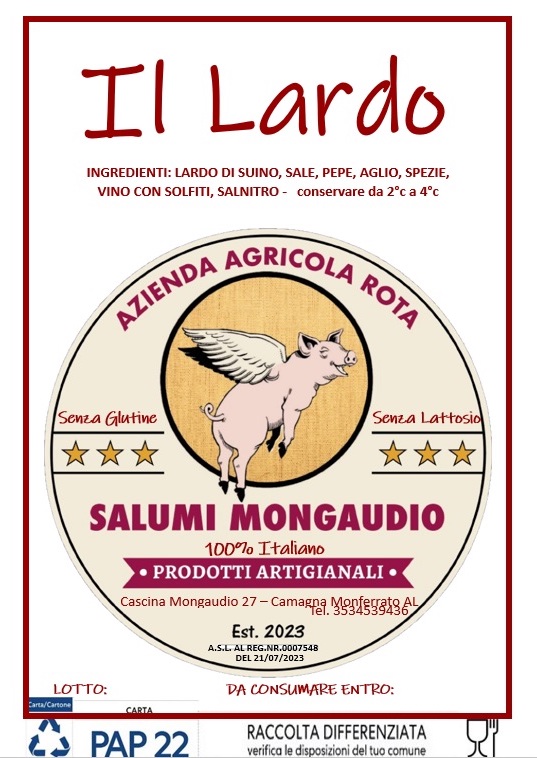 Il Lardo
INGREDIENTI: LARDO DI SUINO, SALE, PEPE, AGLIO, SPEZIE,
VINO CON SOLFITI, SALNITRO - conservare da 2°c a 4°c
AZIENDA AGRICOLA ROTA
Senza Glutine
Senza Lattosio
SALUMI MONGAUDIO
100% Italiano
• PRODOTTI ARTIGIANALI •
Cascina Mongaudio 27 – Camagna Monferrato AL
Tel. 3534539436
Est. 2023
A.S.L. AL REG.NR.0007548
DEL 21/07/2023
LOTTO:
DA CONSUMARE ENTRO:
Carta/Cartone
CARTA
PAP 22
RACCOLTA DIFFERENZIATA
verifica le disposizioni del tuo comune